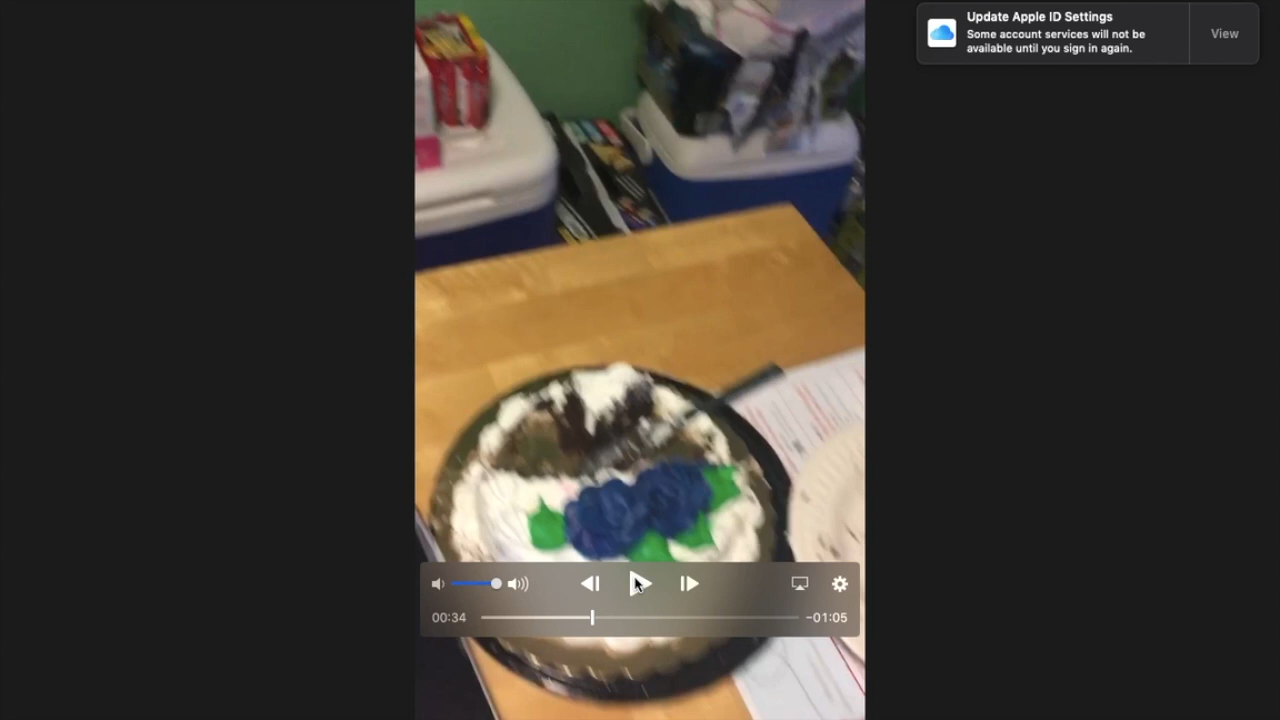 Update Apple ID Settings
Some account services will not be
available until you sign in again.
View
00:34
-01:05